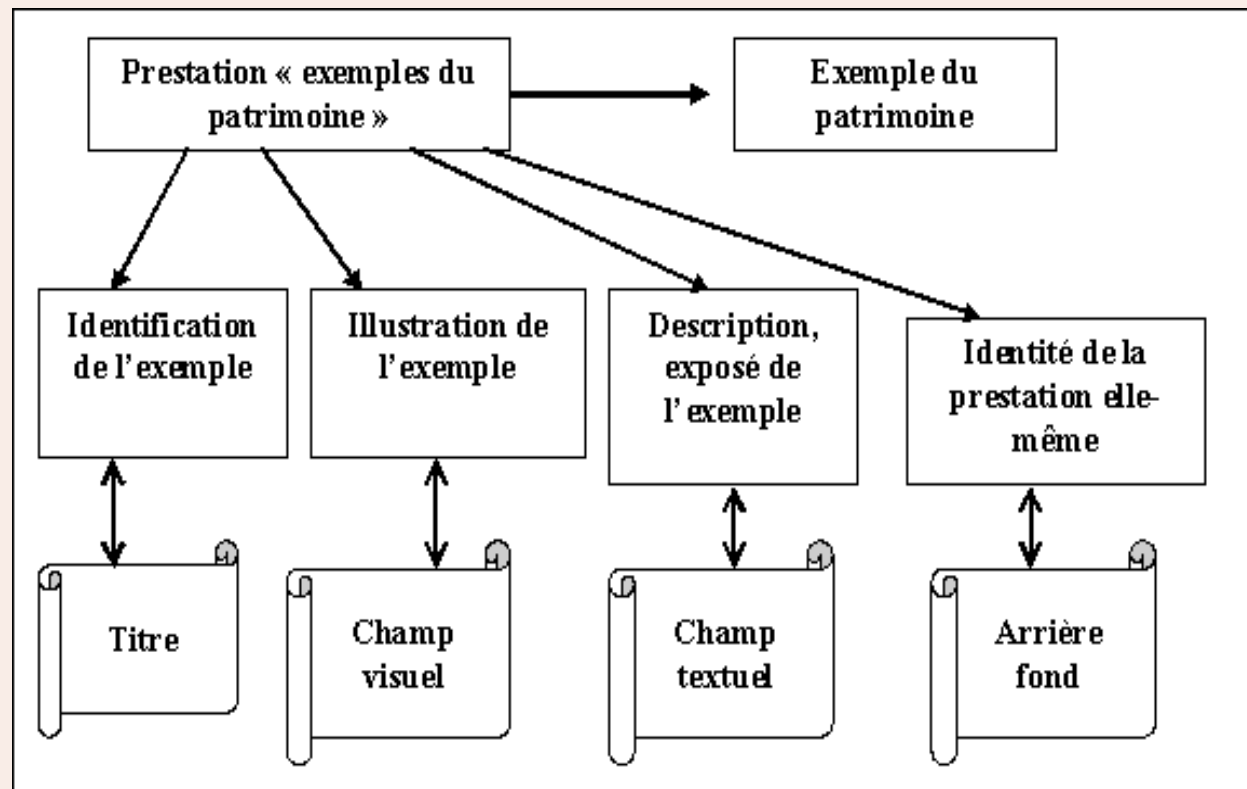 Prestation « exemples du
patrimoine »
Exemple du
patrimoine
Identification
de l'exemple
Illustration de
l'exemple
Description,
exposé de
l'exemple
Identité de la
prestation elle-
même
Titre
Champ
visuel
Champ
textuel
Arrière
fond